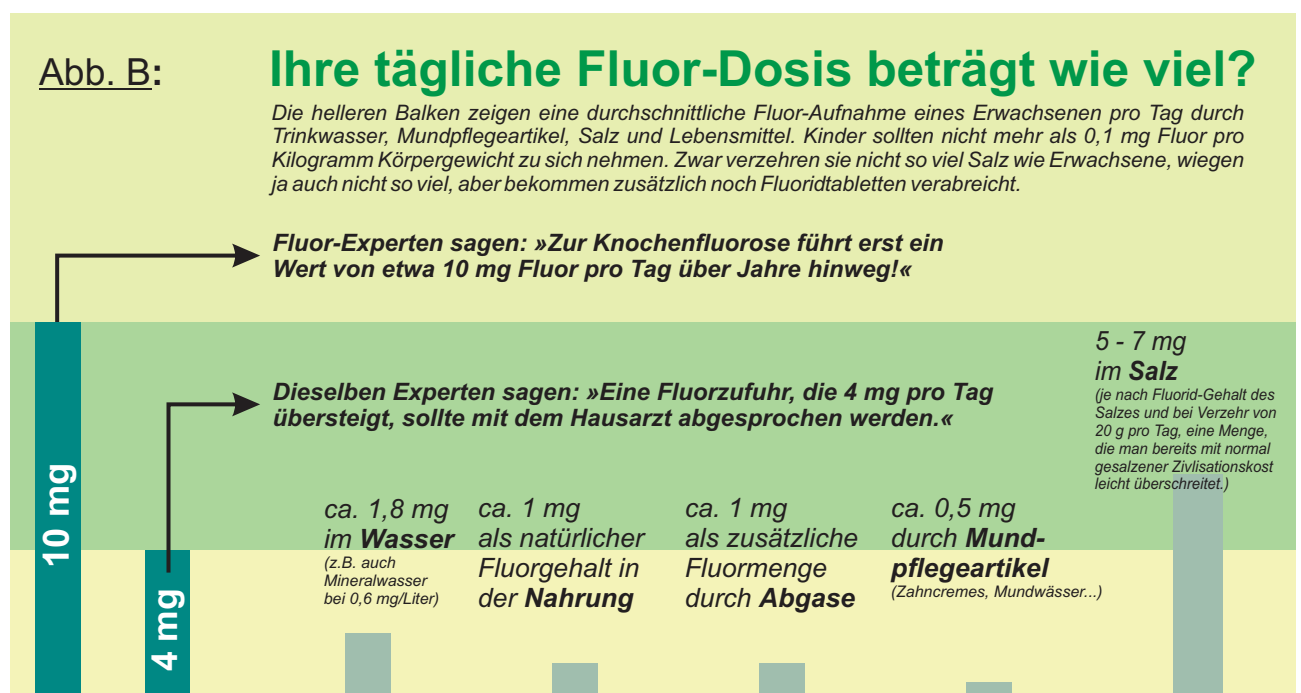 Abb. B:
Ihre tägliche Fluor-Dosis beträgt wie viel?
Die helleren Balken zeigen eine durchschnittliche Fluor-Aufnahme eines Erwachsenen pro Tag durch
Trinkwasser, Mundpflegeartikel, Salz und Lebensmittel. Kinder sollten nicht mehr als 0,1 mg Fluor pro
Kilogramm Körpergewicht zu sich nehmen. Zwar verzehren sie nicht so viel Salz wie Erwachsene, wiegen
ja auch nicht so viel, aber bekommen zusätzlich noch Fluoridtabletten verabreicht.
Fluor-Experten sagen: »Zur Knochenfluorose führt erst ein
Wert von etwa 10 mg Fluor pro Tag über Jahre hinweg!«
Dieselben Experten sagen: »Eine Fluorzufuhr, die 4 mg pro Tag
übersteigt, sollte mit dem Hausarzt abgesprochen werden.«
10 mg
4 mg
ca. 1,8 mg
im Wasser
(z.B. auch
Mineralwasser
bei 0,6 mg/Liter)
ca. 1 mg
als natürlicher
Fluorgehalt in
der Nahrung
ca. 1 mg
als zusätzliche
Fluormenge
durch Abgase
ca. 0,5 mg
durch Mund-
pflegeartikel
(Zahncremes, Mundwässer...)
5 - 7 mg
im Salz
(je nach Fluorid-Gehalt des
Salzes und bei Verzehr von
20 g pro Tag, eine Menge,
die man bereits mit normal
gesalzener Zivlisationskost
leicht überschreitet.)